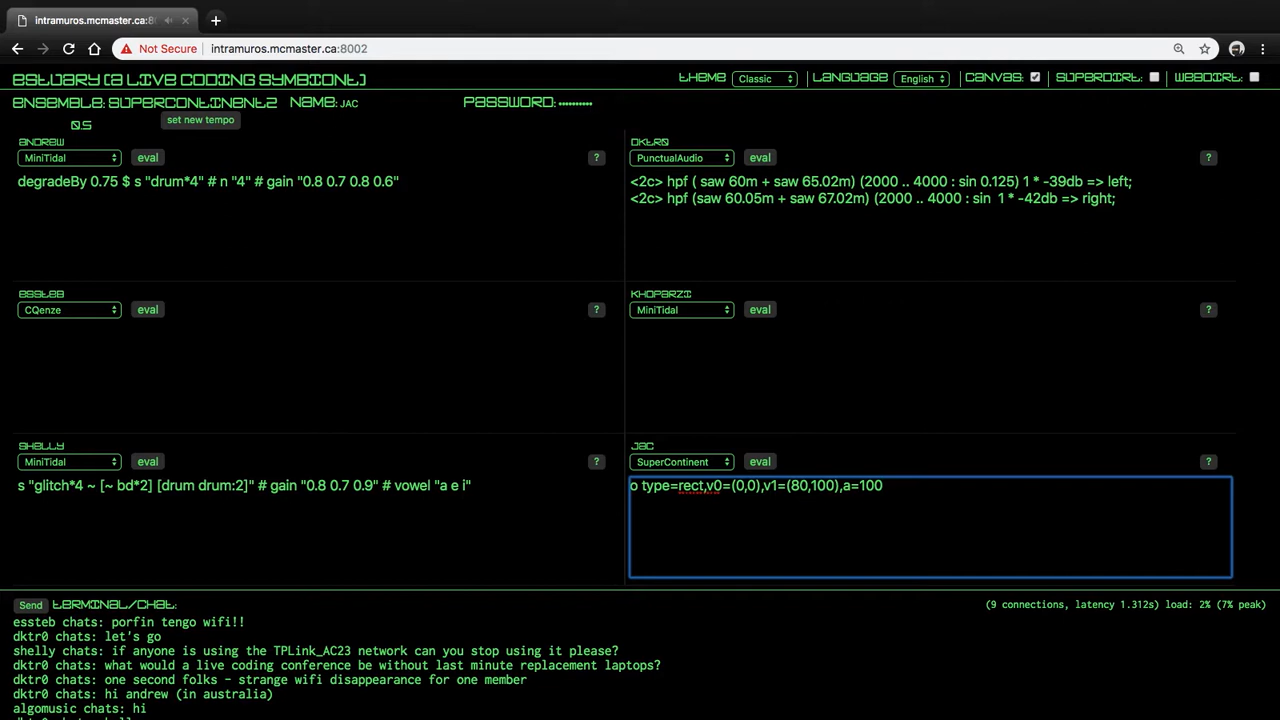 intramuros.mcmaster.ca:8
Not Secure intramuros.mcmaster.ca:8002
ESTUARY (A LIVE CODING SYMBIONT)
THEME Classic LANGUAGE English CANVAS: SUPERDIRT: WEBDIRT:
ENSEMBLE: SUPERCONTINENT2 NAME: JAC PASSWORD: ••••••••••
0.5 set new tempo
ANDREW
MiniTidal eval ?
degradeBy 0.75 $ s "drum*4" # n "4" # gain "0.8 0.7 0.8 0.6"
DKTR0
PunctualAudio eval ?
<2c> hpf ( saw 60m + saw 65.02m) (2000 .. 4000 : sin 0.125) 1 * -39db => left;
<2c> hpf (saw 60.05m + saw 67.02m) (2000 .. 4000 : sin  1 * -42db => right;
ESSTEB
CQenze eval ?
KHOPARZI
MiniTidal eval ?
SHELLY
MiniTidal eval ?
s "glitch*4 ~ [~ bd*2] [drum drum:2]" # gain "0.8 0.7 0.9" # vowel "a e i"
JAC
SuperContinent eval ?
o type=rect,v0=(0,0),v1=(80,100),a=100
Send TERMINAL/CHAT: (9 connections, latency 1.312s) load: 2% (7% peak)
essteb chats: porfin tengo wifi!!
dktr0 chats: let's go
shelly chats: if anyone is using the TPLink_AC23 network can you stop using it please?
dktr0 chats: what would a live coding conference be without last minute replacement laptops?
dktr0 chats: one second folks - strange wifi disappearance for one member
dktr0 chats: hi andrew (in australia)
algomusic chats: hi